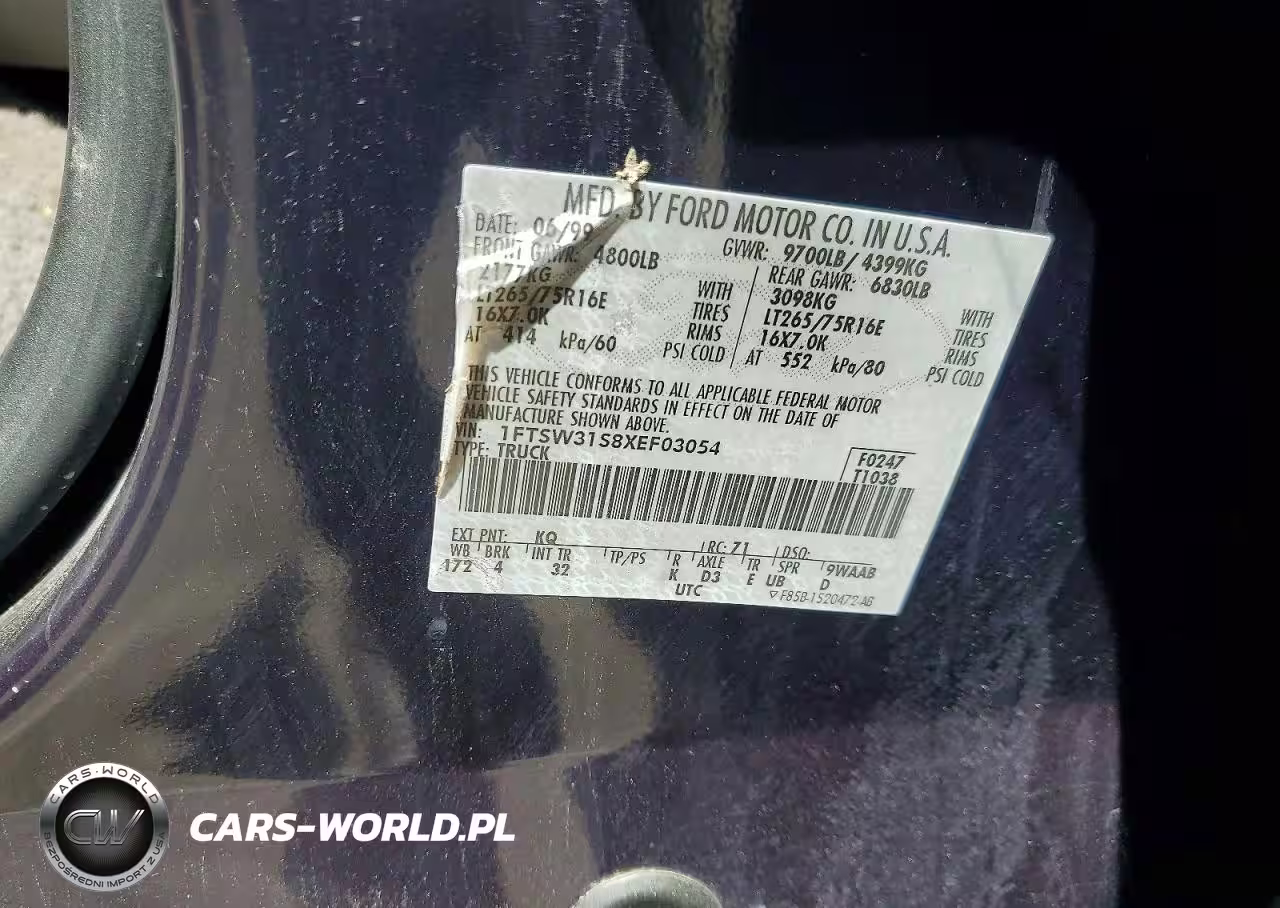 MFD. BY FORD MOTOR CO. IN U.S.A.
DATE: 06/99 GVWR: 9700LB/ 4399KG
FRONT GAWR: 4800LB REAR GAWR: 6830LB
2177KG WITH 3098KG WITH
LT265/75R16E TIRES LT265/75R16E TIRES
16X7.0K RIMS 16X7.0K RIMS
AT 414 kPa/60 PSI COLD AT 552 kPa/80 PSI COLD
THIS VEHICLE CONFORMS TO ALL APPLICABLE FEDERAL MOTOR
VEHICLE SAFETY STANDARDS IN EFFECT ON THE DATE OF
MANUFACTURE SHOWN ABOVE.
VIN: 1FTSW31S8XEF03054
TYPE: TRUCK
F0247
T1038
EXT PNT: KQ RC: 71 DSO:
WB BRK INT TR TP/PS R AXLE TR SPR 9WAAB
172 4 32 K D3 E UB D
UTC
F85B-1520472-AB
CARS-WORLD
CW
BEZPOŚREDNI IMPORT Z USA
CARS-WORLD.PL